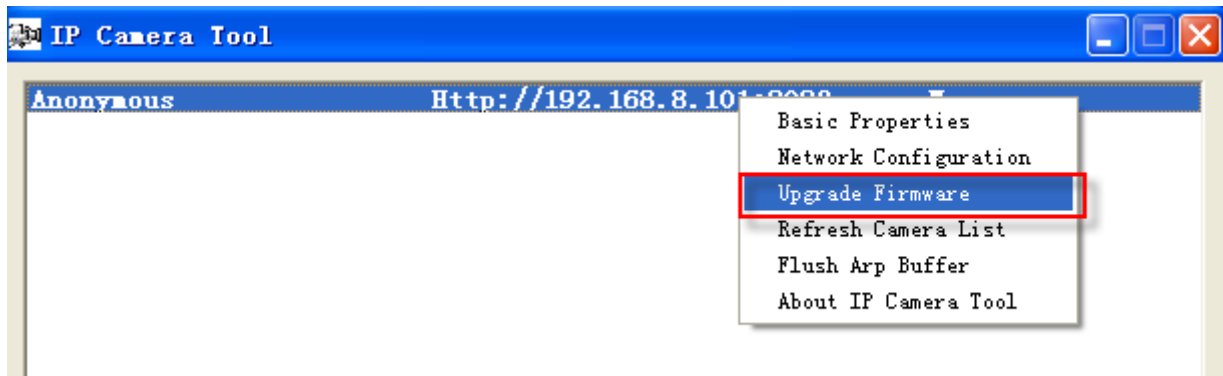 IP Camera Tool
Anonymous Http://192.168.8.101
Basic Properties
Network Configuration
Upgrade Firmware
Refresh Camera List
Flush Arp Buffer
About IP Camera Tool